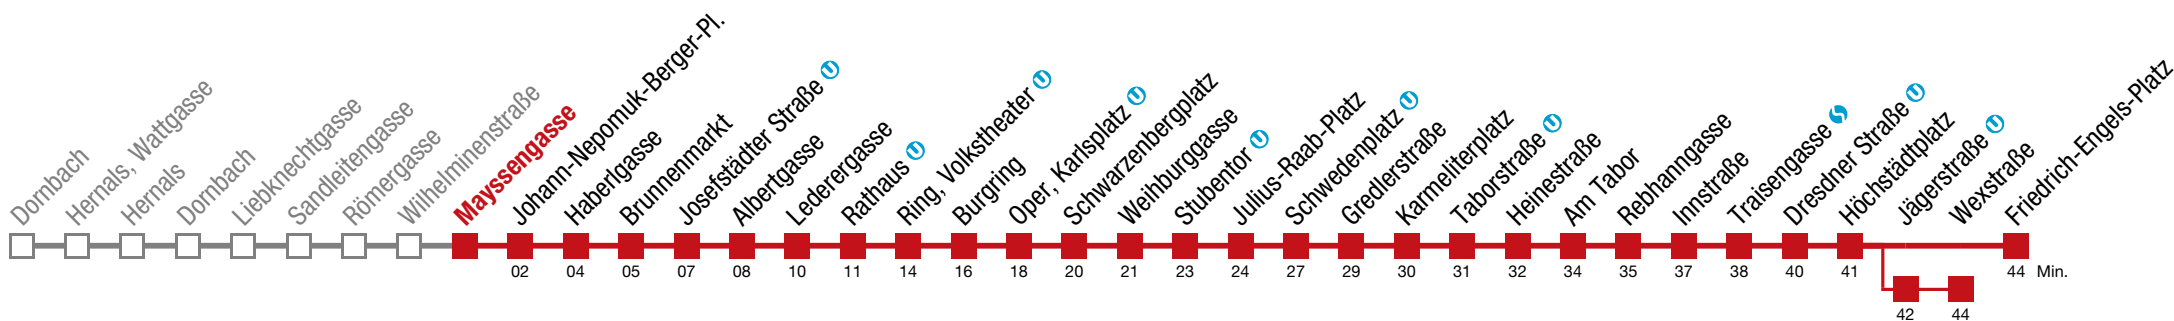 Dornbach
Hernals, Wattgasse
Hernals
Dornbach
Liebknechtgasse
Sandleitengasse
Römergasse
Wilhelminenstraße
Mayssengasse
Johann-Nepomuk-Berger-Pl.
Haberlgasse
Brunnenmarkt
Josefstädter Straße U
Albertgasse
Lederergasse
Rathaus U
Ring, Volkstheater U
Burgring
Oper, Karlsplatz U
Schwarzenbergplatz
Weihburggasse
Stubentor U
Julius-Raab-Platz
Schwedenplatz U
Gredlerstraße
Karmeliterplatz
Taborstraße U
Heinestraße
Am Tabor
Rebhanngasse
Innstraße
Traisengasse S
Dresdner Straße U
Höchstädtplatz
Jägerstraße U
Wexstraße
Friedrich-Engels-Platz
02 04 05 07 08 10 11 14 16 18 20 21 23 24 27 29 30 31 32 34 35 37 38 40 41 44 Min.
42 44